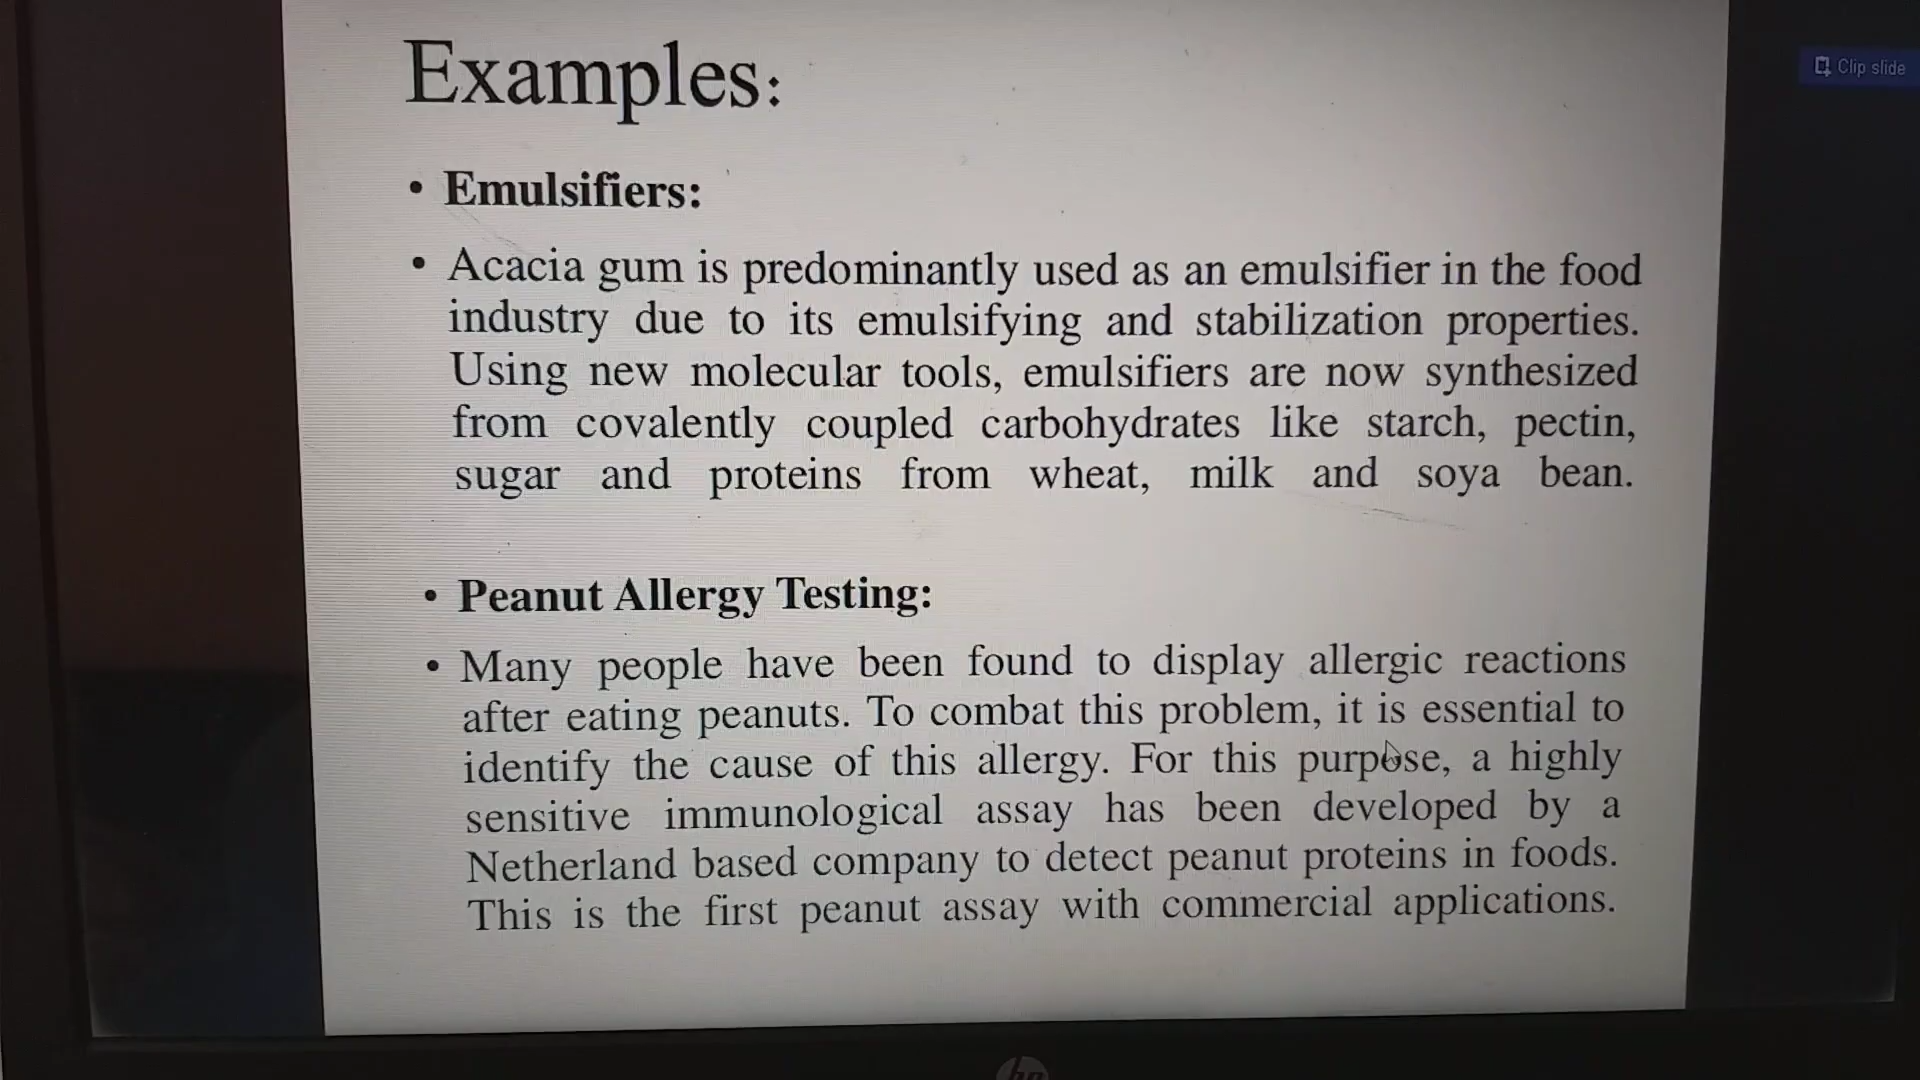 Examples:
Clip slide
• Emulsifiers:
• Acacia gum is predominantly used as an emulsifier in the food
industry due to its emulsifying and stabilization properties.
Using new molecular tools, emulsifiers are now synthesized
from covalently coupled carbohydrates like starch, pectin,
sugar and proteins from wheat, milk and soya bean.
• Peanut Allergy Testing:
• Many people have been found to display allergic reactions
after eating peanuts. To combat this problem, it is essential to
identify the cause of this allergy. For this purpose, a highly
sensitive immunological assay has been developed by a
Netherland based company to detect peanut proteins in foods.
This is the first peanut assay with commercial applications.
hp